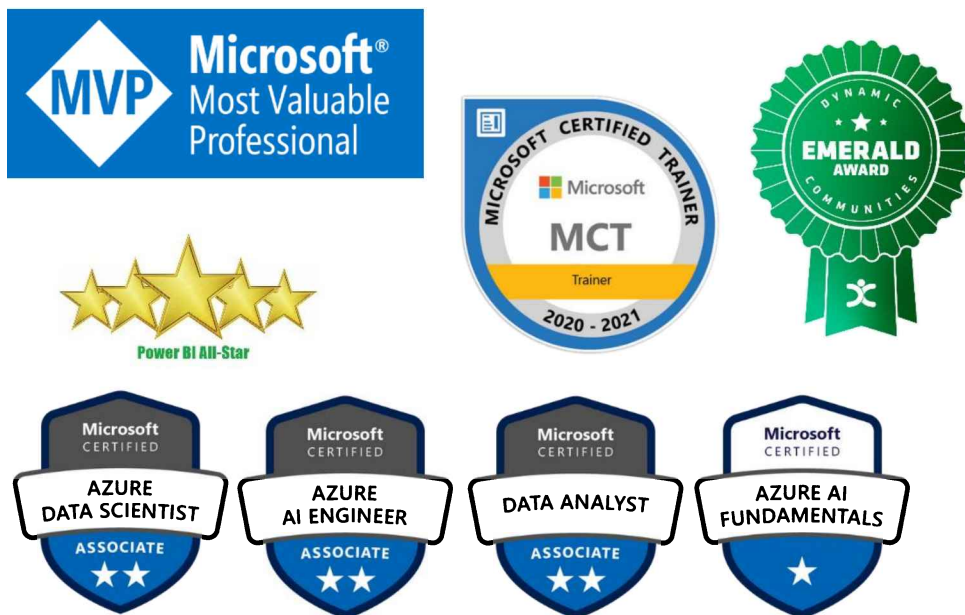 MVP
Microsoft®
Most Valuable
Professional
MICROSOFT CERTIFIED TRAINER
Microsoft
MCT
Trainer
2020 - 2021
DYNAMIC
EMERALD
AWARD
COMMUNITIES
Power BI All-Star
Microsoft
CERTIFIED
AZURE
DATA SCIENTIST
ASSOCIATE
Microsoft
CERTIFIED
AZURE
AI ENGINEER
ASSOCIATE
Microsoft
CERTIFIED
DATA ANALYST
ASSOCIATE
Microsoft
CERTIFIED
AZURE AI
FUNDAMENTALS